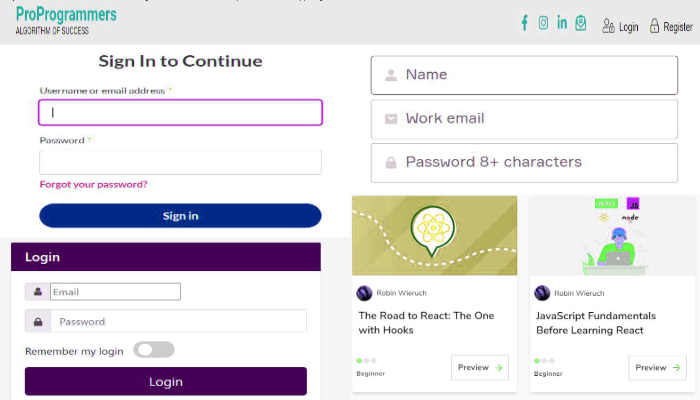 ProProgrammers
ALGORITHM OF SUCCESS
Login
Register
Sign In to Continue
Username or email address *
Password *
Forgot your password?
Sign in
Name
Work email
Password 8+ characters
Login
Email
Password
Remember my login
Login
Robin Wieruch
The Road to React: The One
with Hooks
Beginner
Preview
REACT
JS
node
Robin Wieruch
JavaScript Fundamentals
Before Learning React
Beginner
Preview